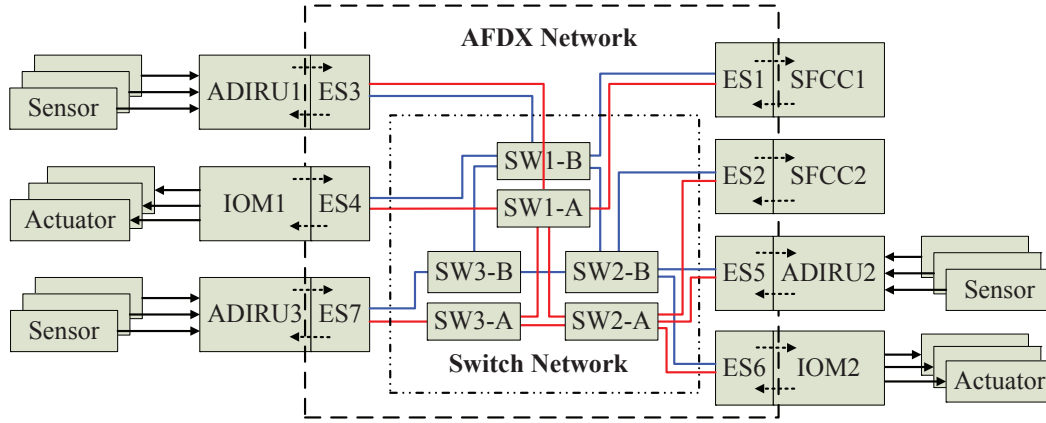 AFDX Network
Sensor
ADIRU1
ES3
ES1
SFCC1
SW1-B
Actuator
IOM1
ES4
SW1-A
ES2
SFCC2
SW3-B
SW2-B
ES5
ADIRU2
Sensor
Sensor
ADIRU3
ES7
SW3-A
SW2-A
Switch Network
ES6
IOM2
Actuator